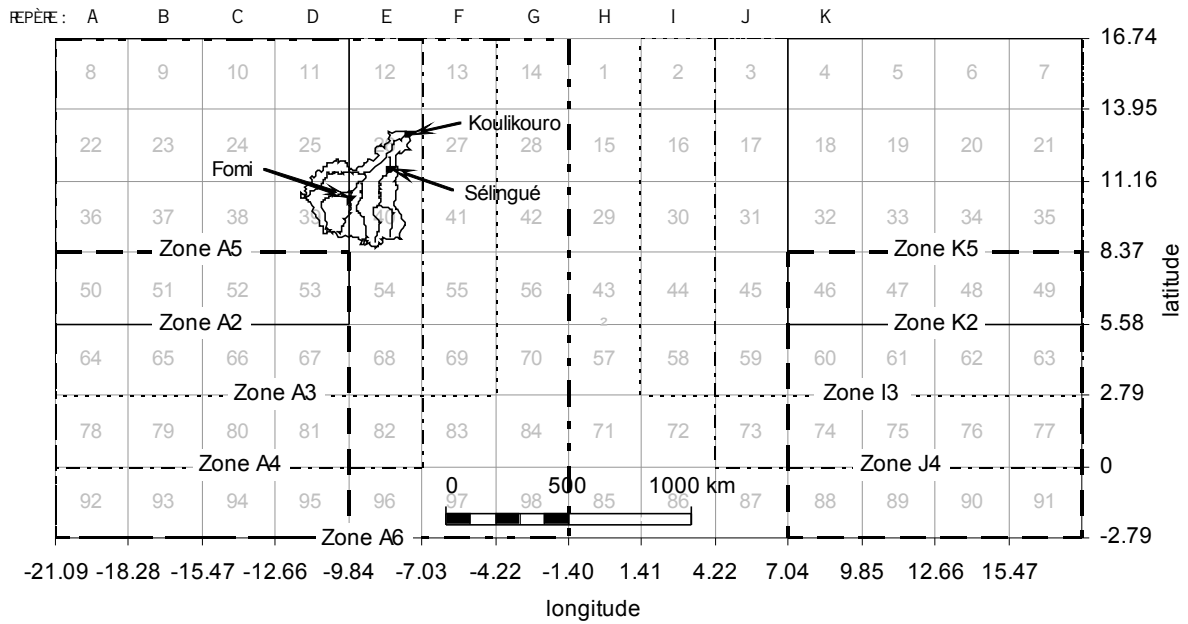 REPÈRE : A B C D E F G H I J K
16.74
8 9 10 11 12 13 14 1 2 3 4 5 6 7
13.95
Koulikouro
22 23 24 25 26 27 28 15 16 17 18 19 20 21
Fomi
11.16
Sélingué
36 37 38 39 40 41 42 29 30 31 32 33 34 35
Zone A5 Zone K5 8.37
50 51 52 53 54 55 56 43 44 45 46 47 48 49
latitude
Zone A2 2 Zone K2 5.58
64 65 66 67 68 69 70 57 58 59 60 61 62 63
Zone A3 Zone I3 2.79
78 79 80 81 82 83 84 71 72 73 74 75 76 77
Zone A4 Zone J4 0
0 500 1000 km
92 93 94 95 96 97 98 85 86 87 88 89 90 91
Zone A6 -2.79
-21.09 -18.28 -15.47 -12.66 -9.84 -7.03 -4.22 -1.40 1.41 4.22 7.04 9.85 12.66 15.47
longitude